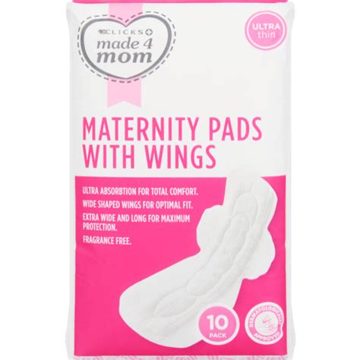 CLICKS
made 4
mom
ULTRA
thin
MATERNITY PADS
WITH WINGS
ULTRA ABSORBTION FOR TOTAL COMFORT.
WIDE SHAPED WINGS FOR OPTIMAL FIT.
EXTRA WIDE AND LONG FOR MAXIMUM
PROTECTION.
FRAGRANCE FREE.
10
PACK